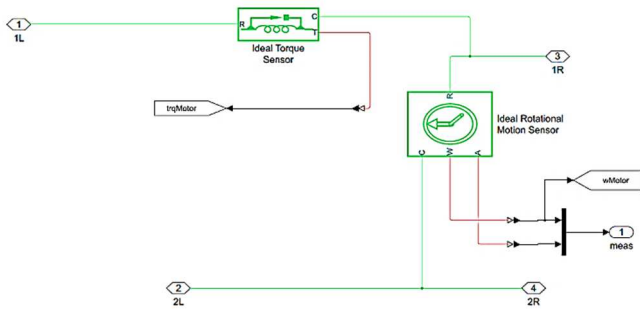 1
1L
R
C
T
Ideal Torque
Sensor
3
1R
trqMotor
R
Ideal Rotational
Motion Sensor
C
W
A
wMotor
1
meas
2
2L
4
2R